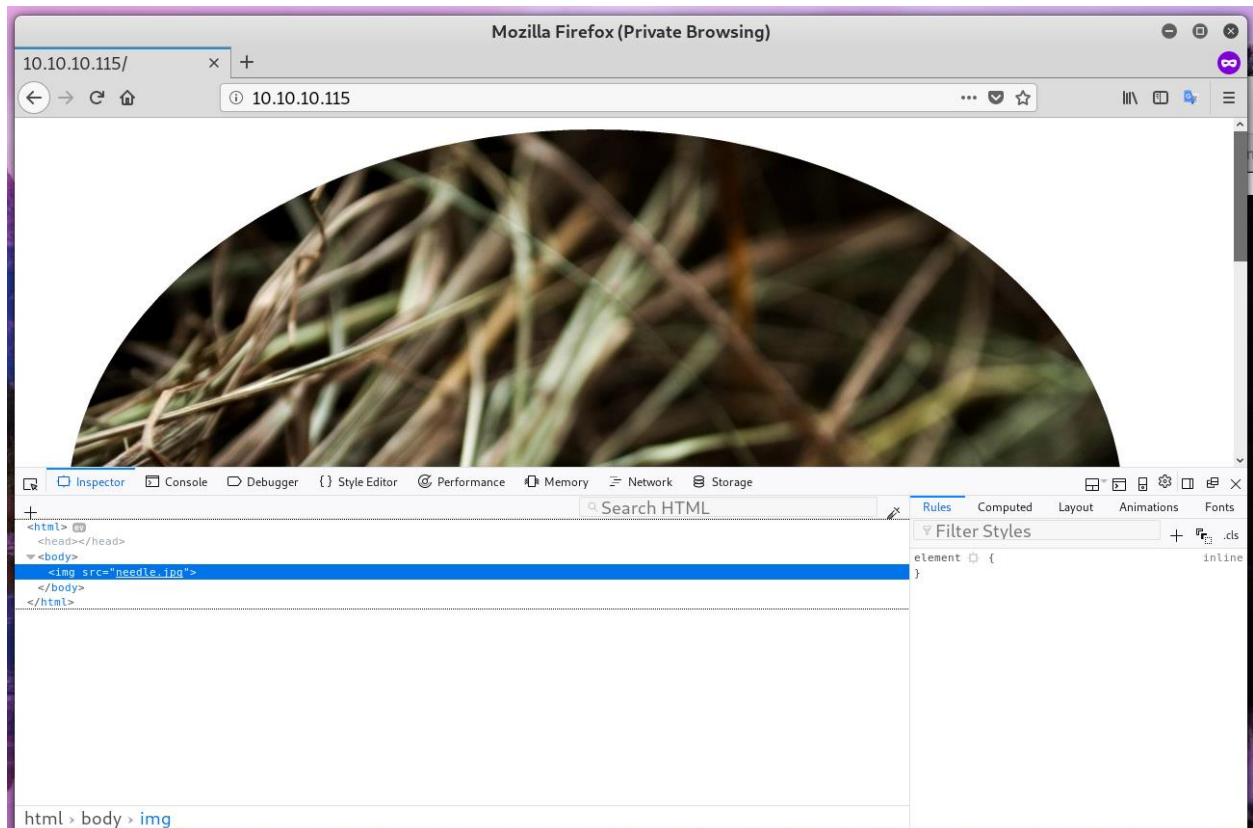 Mozilla Firefox (Private Browsing)
10.10.10.115/
10.10.10.115
Inspector Console Debugger {} Style Editor Performance Memory Network Storage
Search HTML
Rules Computed Layout Animations Fonts
Filter Styles
.cls
<html> ev
<head></head>
<body>
<img src="needle.jpg">
</body>
</html>
element { inline
}
html › body › img